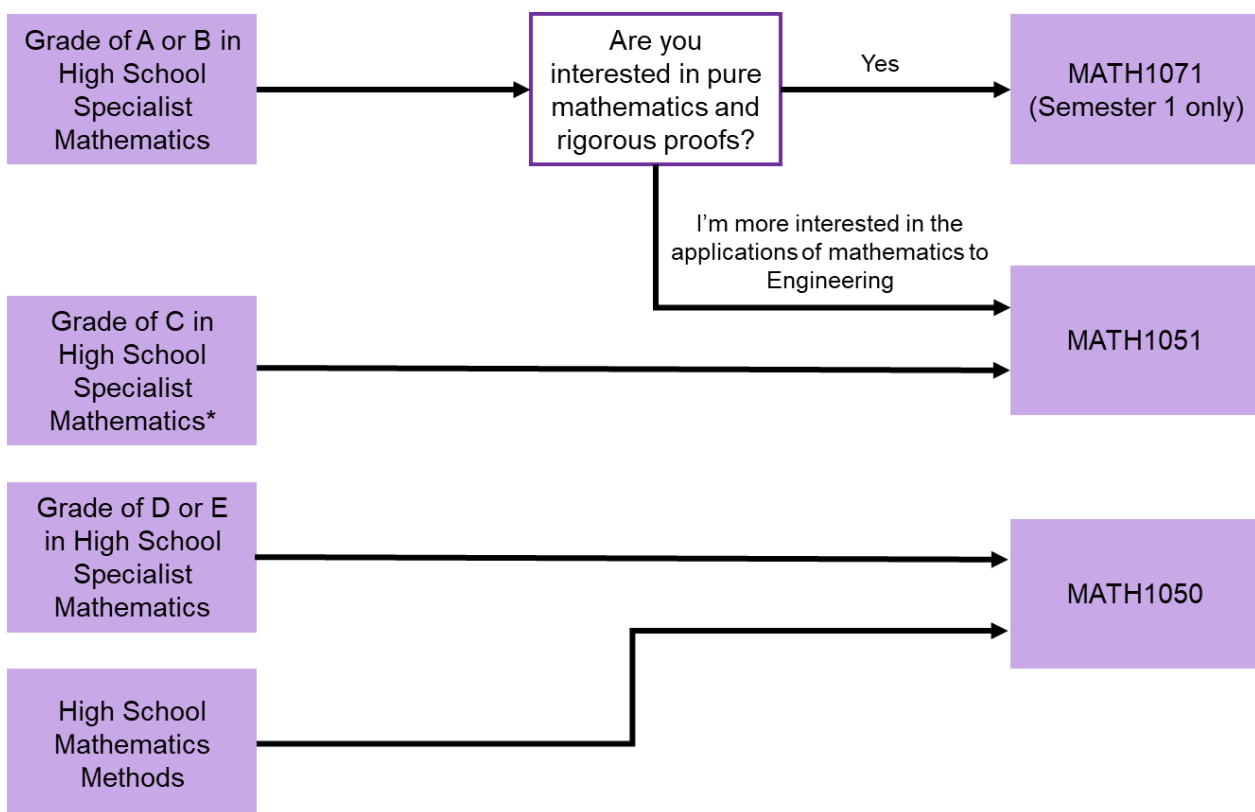 Grade of A or B in
High School
Specialist
Mathematics
Are you
interested in pure
mathematics and
rigorous proofs?
Yes
MATH1071
(Semester 1 only)
I'm more interested in the
applications of mathematics to
Engineering
Grade of C in
High School
Specialist
Mathematics*
MATH1051
Grade of D or E
in High School
Specialist
Mathematics
MATH1050
High School
Mathematics
Methods